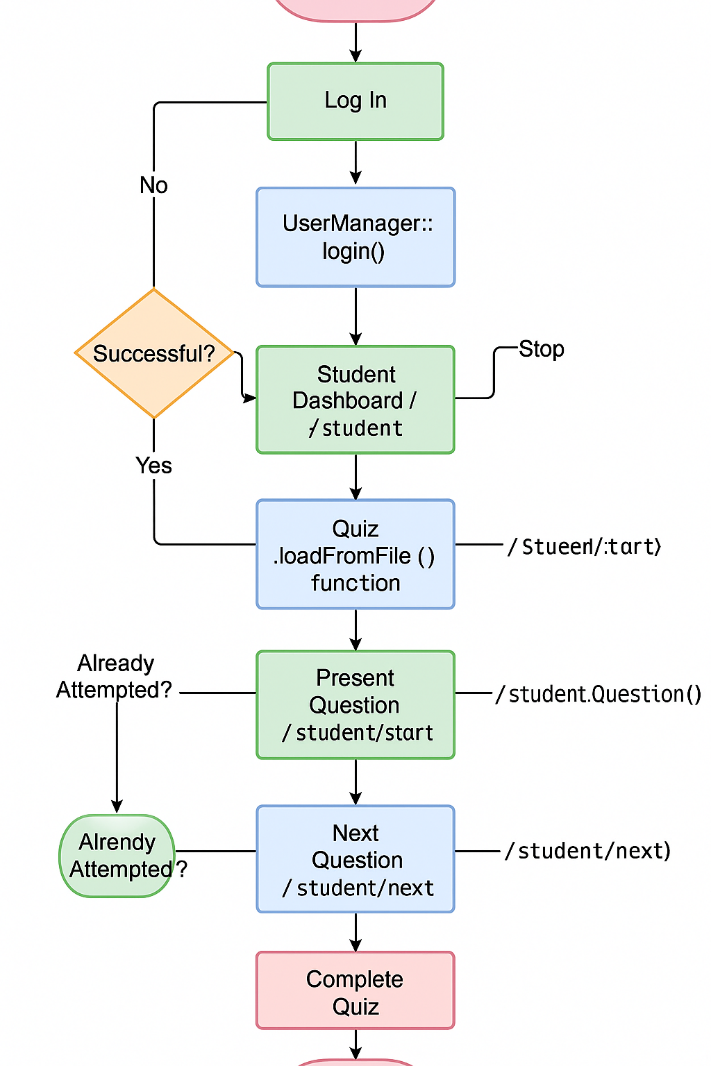 Log In
No
UserManager::
login()
Successful?
Stop
Student
Dashboard /
/student
Yes
Quiz
.loadFromFile ()
function
Already
Attempted?
Present
Question
/ student/start
/student.Question()
Alrendy
Attempted?
Next
Question
/ student/next
/student/next)
Complete
Quiz